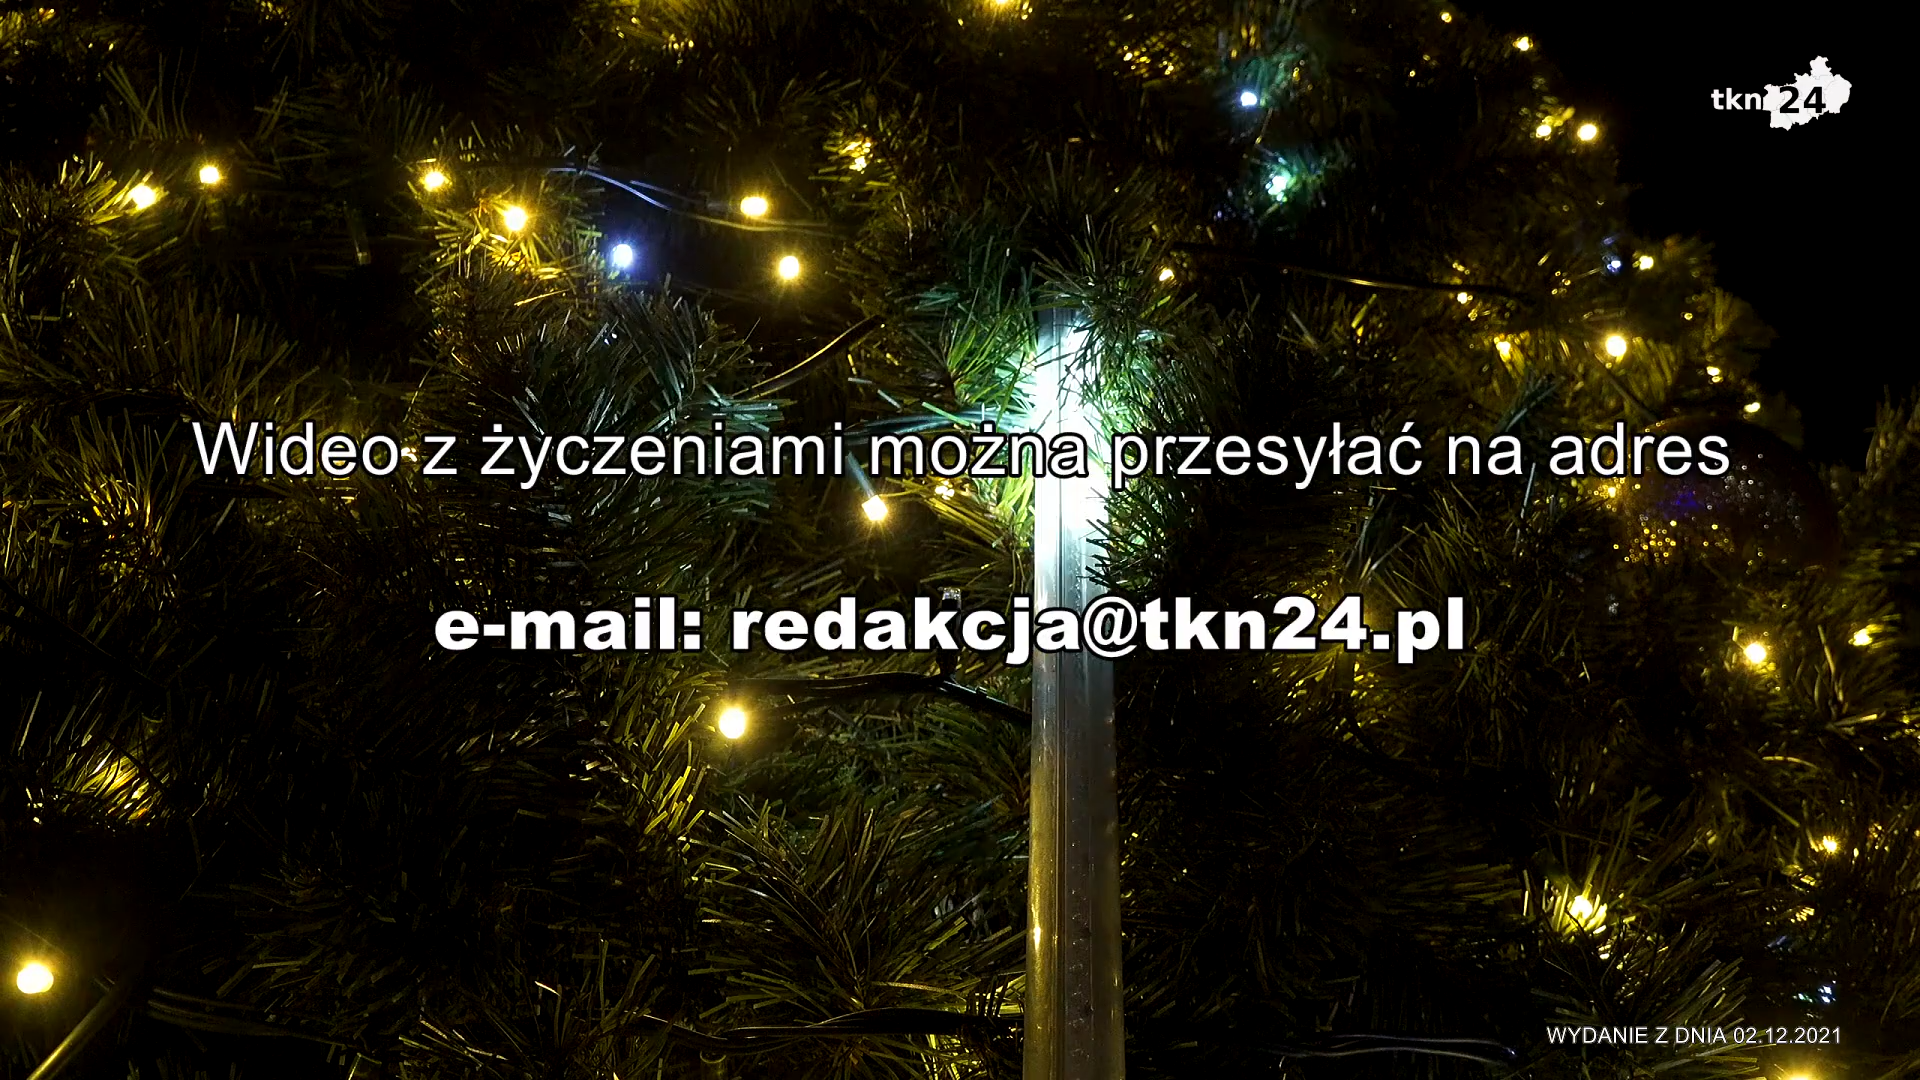 tkn24
Wideo z życzeniami można przesyłać na adres
e-mail: redakcja@tkn24.pl
WYDANIE Z DNIA 02.12.2021